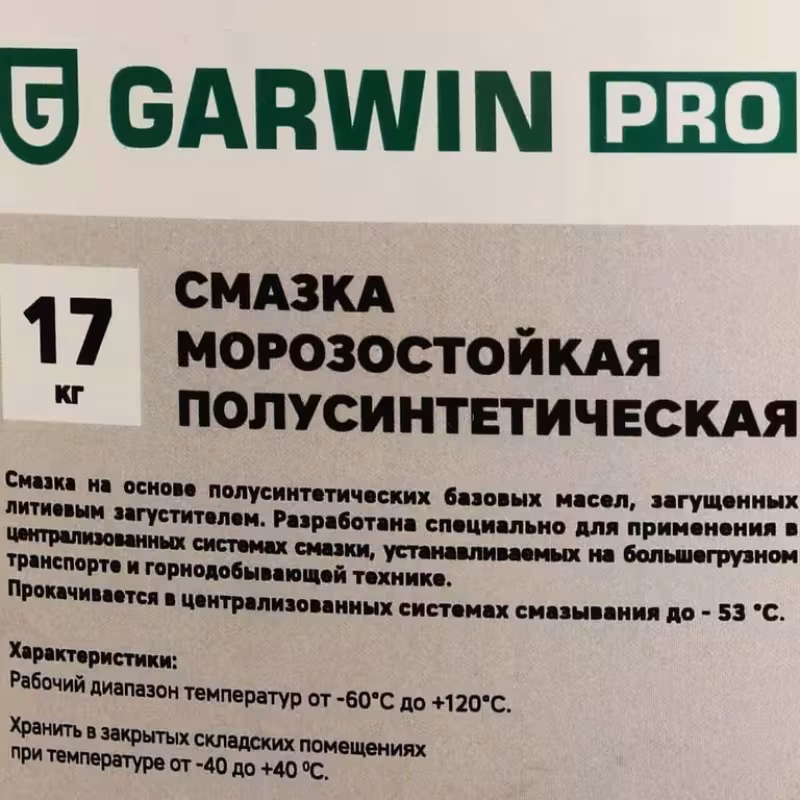 GARWIN PRO
17
кг
СМАЗКА
МОРОЗОСТОЙКАЯ
ПОЛУСИНТЕТИЧЕСКАЯ
Смазка на основе полусинтетических базовых масел, загущенных
литиевым загустителем. Разработана специально для применения в
централизованных системах смазки, устанавливаемых на большегрузном
транспорте и горнодобывающей технике.
Прокачивается в централизованных системах смазывания до - 53 °С.
Характеристики:
Рабочий диапазон температур от -60°С до +120°С.
Хранить в закрытых складских помещениях
при температуре от -40 до +40 ⁰С.